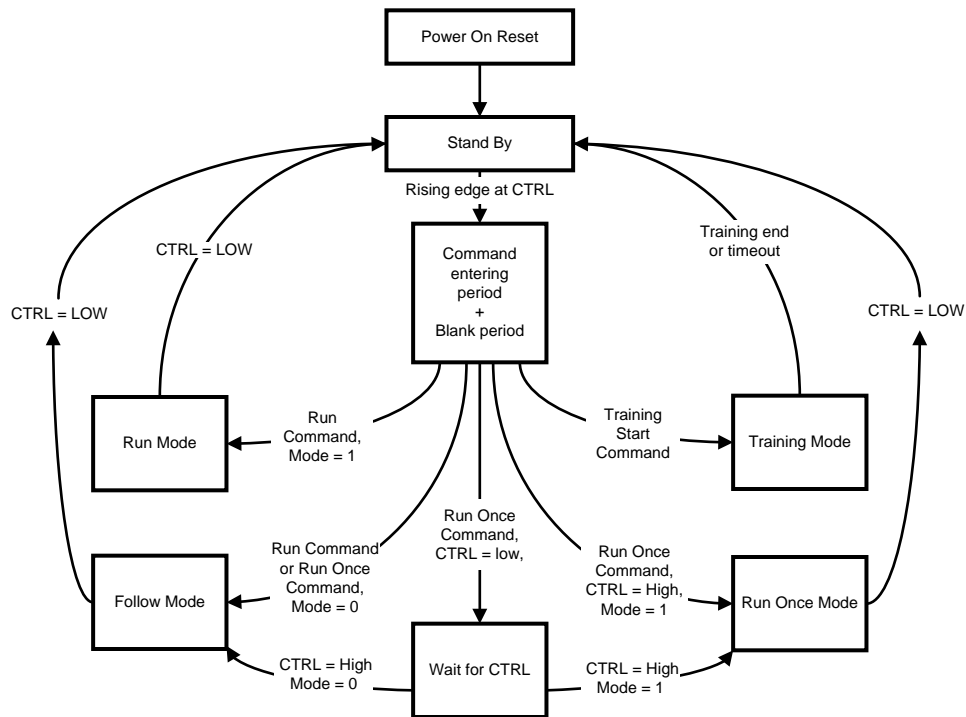 Power On Reset
Stand By
Rising edge at CTRL
Command
entering
period
+
Blank period
CTRL = LOW
Training end
or timeout
CTRL = LOW
CTRL = LOW
Run Mode
Run
Command,
Mode = 1
Training
Start
Command
Training Mode
Run Once
Command,
CTRL = low,
Run Command
or Run Once
Command,
Mode = 0
Run Once
Command,
CTRL = High,
Mode = 1
Follow Mode
Run Once Mode
CTRL = High
Mode = 0
Wait for CTRL
CTRL = High
Mode = 1